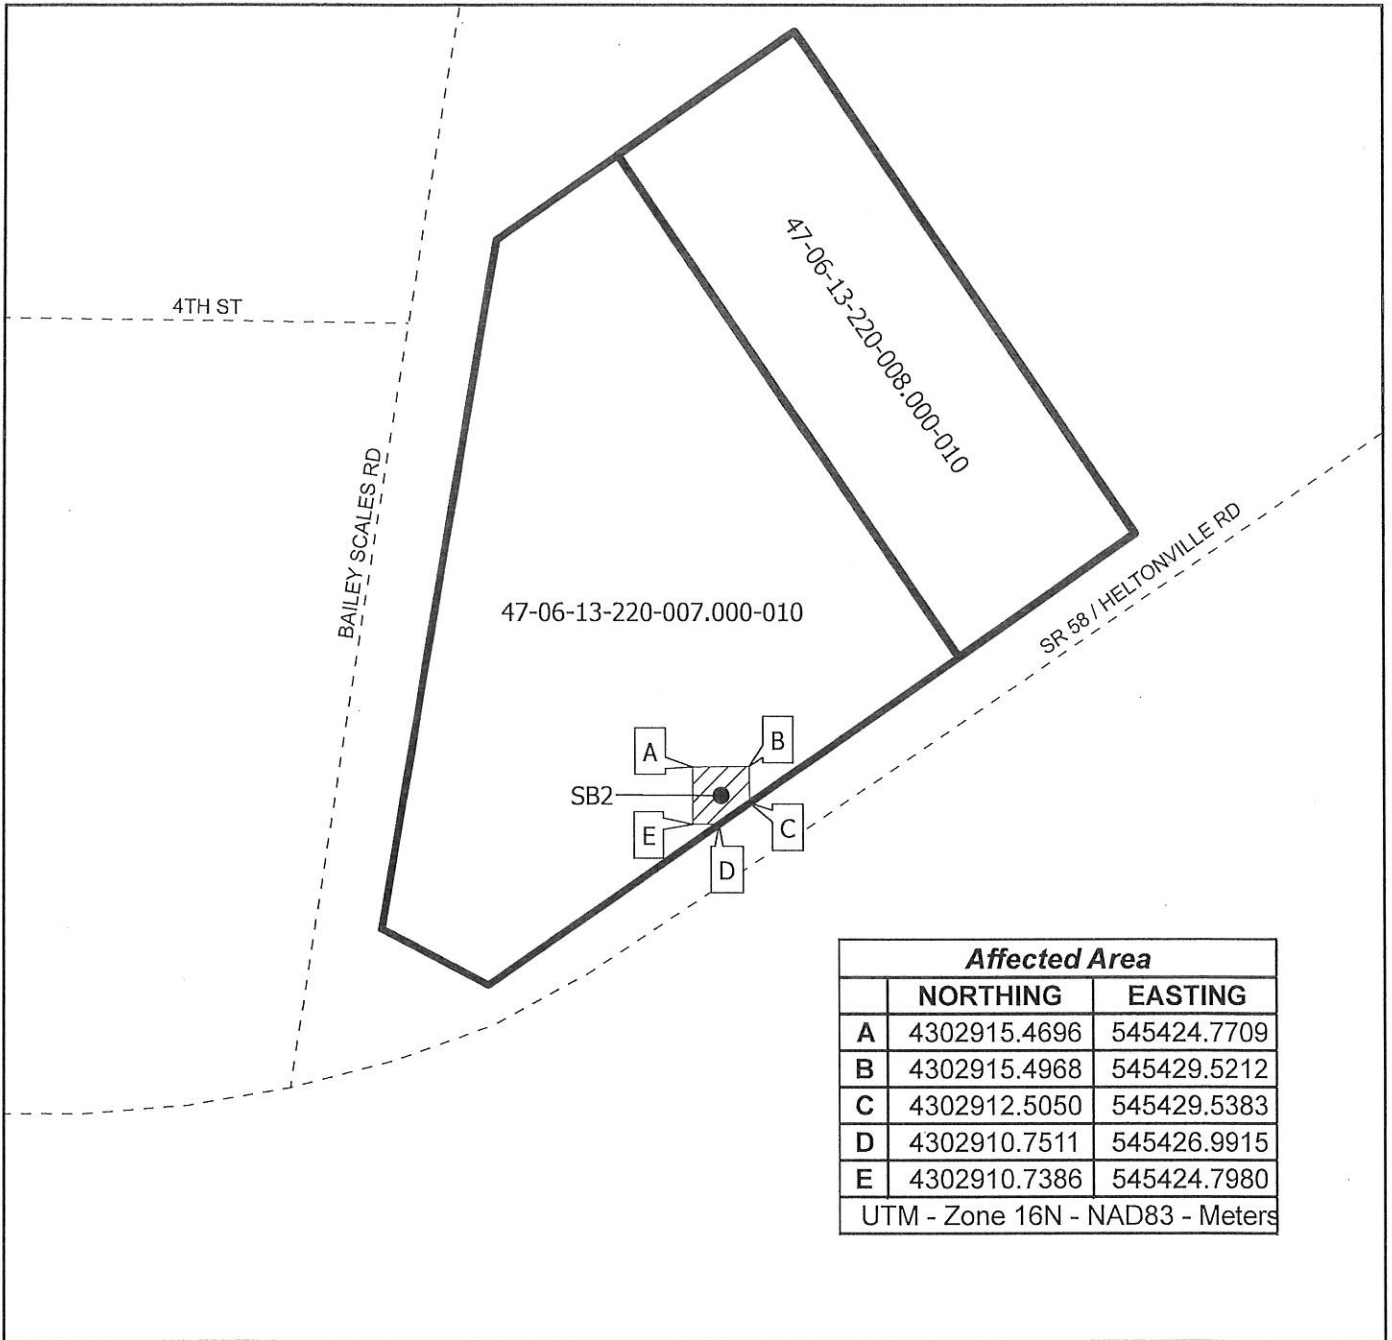 47-06-13-220-008.000-010
4TH ST
BAILEY SCALES RD
SR 58 / HELTONVILLE RD
47-06-13-220-007.000-010
A
B
SB2
E
C
D
Affected Area
NORTHING EASTING
A 4302915.4696 545424.7709
B 4302915.4968 545429.5212
C 4302912.5050 545429.5383
D 4302910.7511 545426.9915
E 4302910.7386 545424.7980
UTM - Zone 16N - NAD83 - Meters